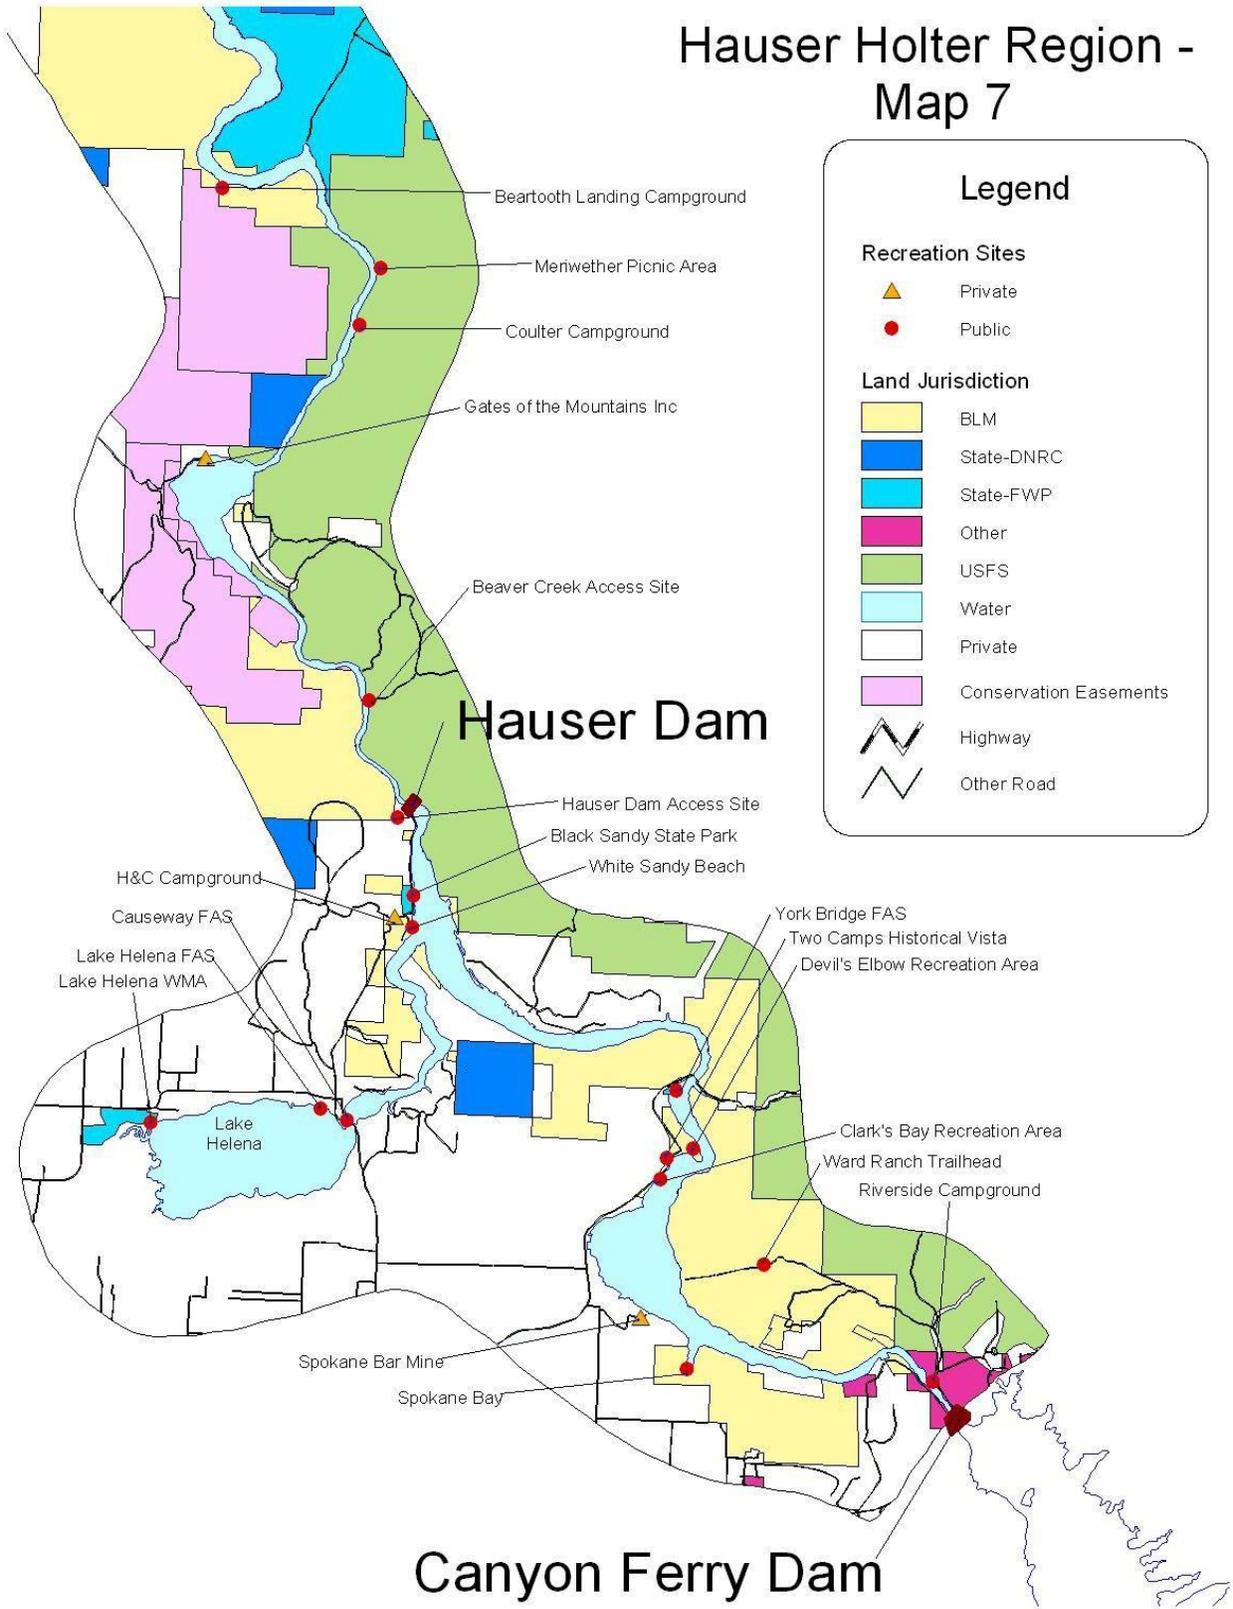 Hauser Holter Region -
Map 7
Legend
Recreation Sites
Private
Public
Land Jurisdiction
BLM
State-DNRC
State-FWP
Other
USFS
Water
Private
Conservation Easements
Highway
Other Road
Beartooth Landing Campground
Meriwether Picnic Area
Coulter Campground
Gates of the Mountains Inc
Beaver Creek Access Site
Hauser Dam
Hauser Dam Access Site
Black Sandy State Park
White Sandy Beach
H&C Campground
Causeway FAS
Lake Helena FAS
Lake Helena WMA
York Bridge FAS
Two Camps Historical Vista
Devil's Elbow Recreation Area
Lake
Helena
Clark's Bay Recreation Area
Ward Ranch Trailhead
Riverside Campground
Spokane Bar Mine
Spokane Bay
Canyon Ferry Dam